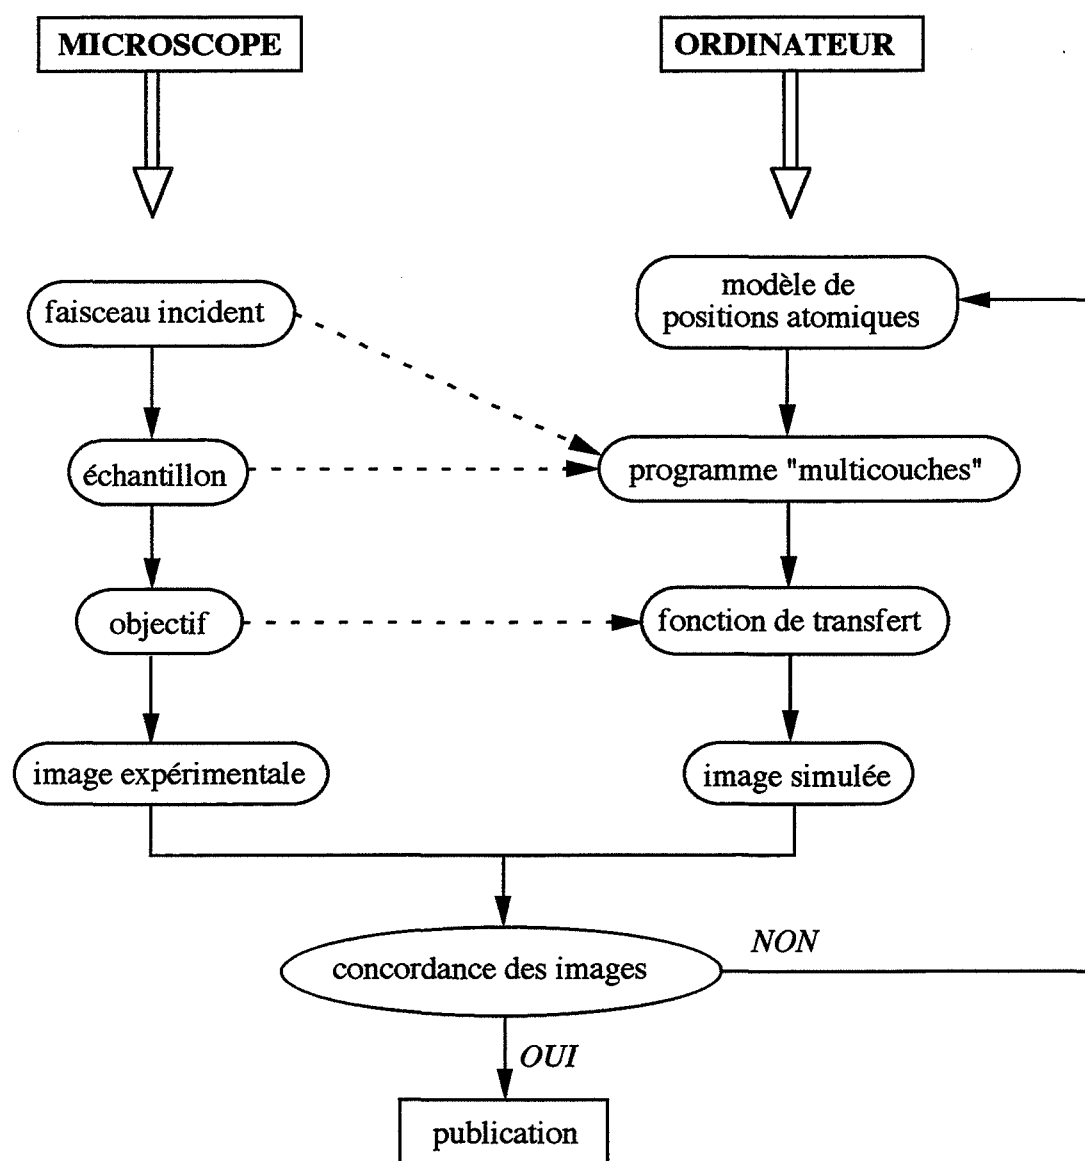 MICROSCOPE
ORDINATEUR
faisceau incident
modèle de
positions atomiques
échantillon
programme "multicouches"
objectif
fonction de transfert
image expérimentale
image simulée
concordance des images
NON
OUI
publication